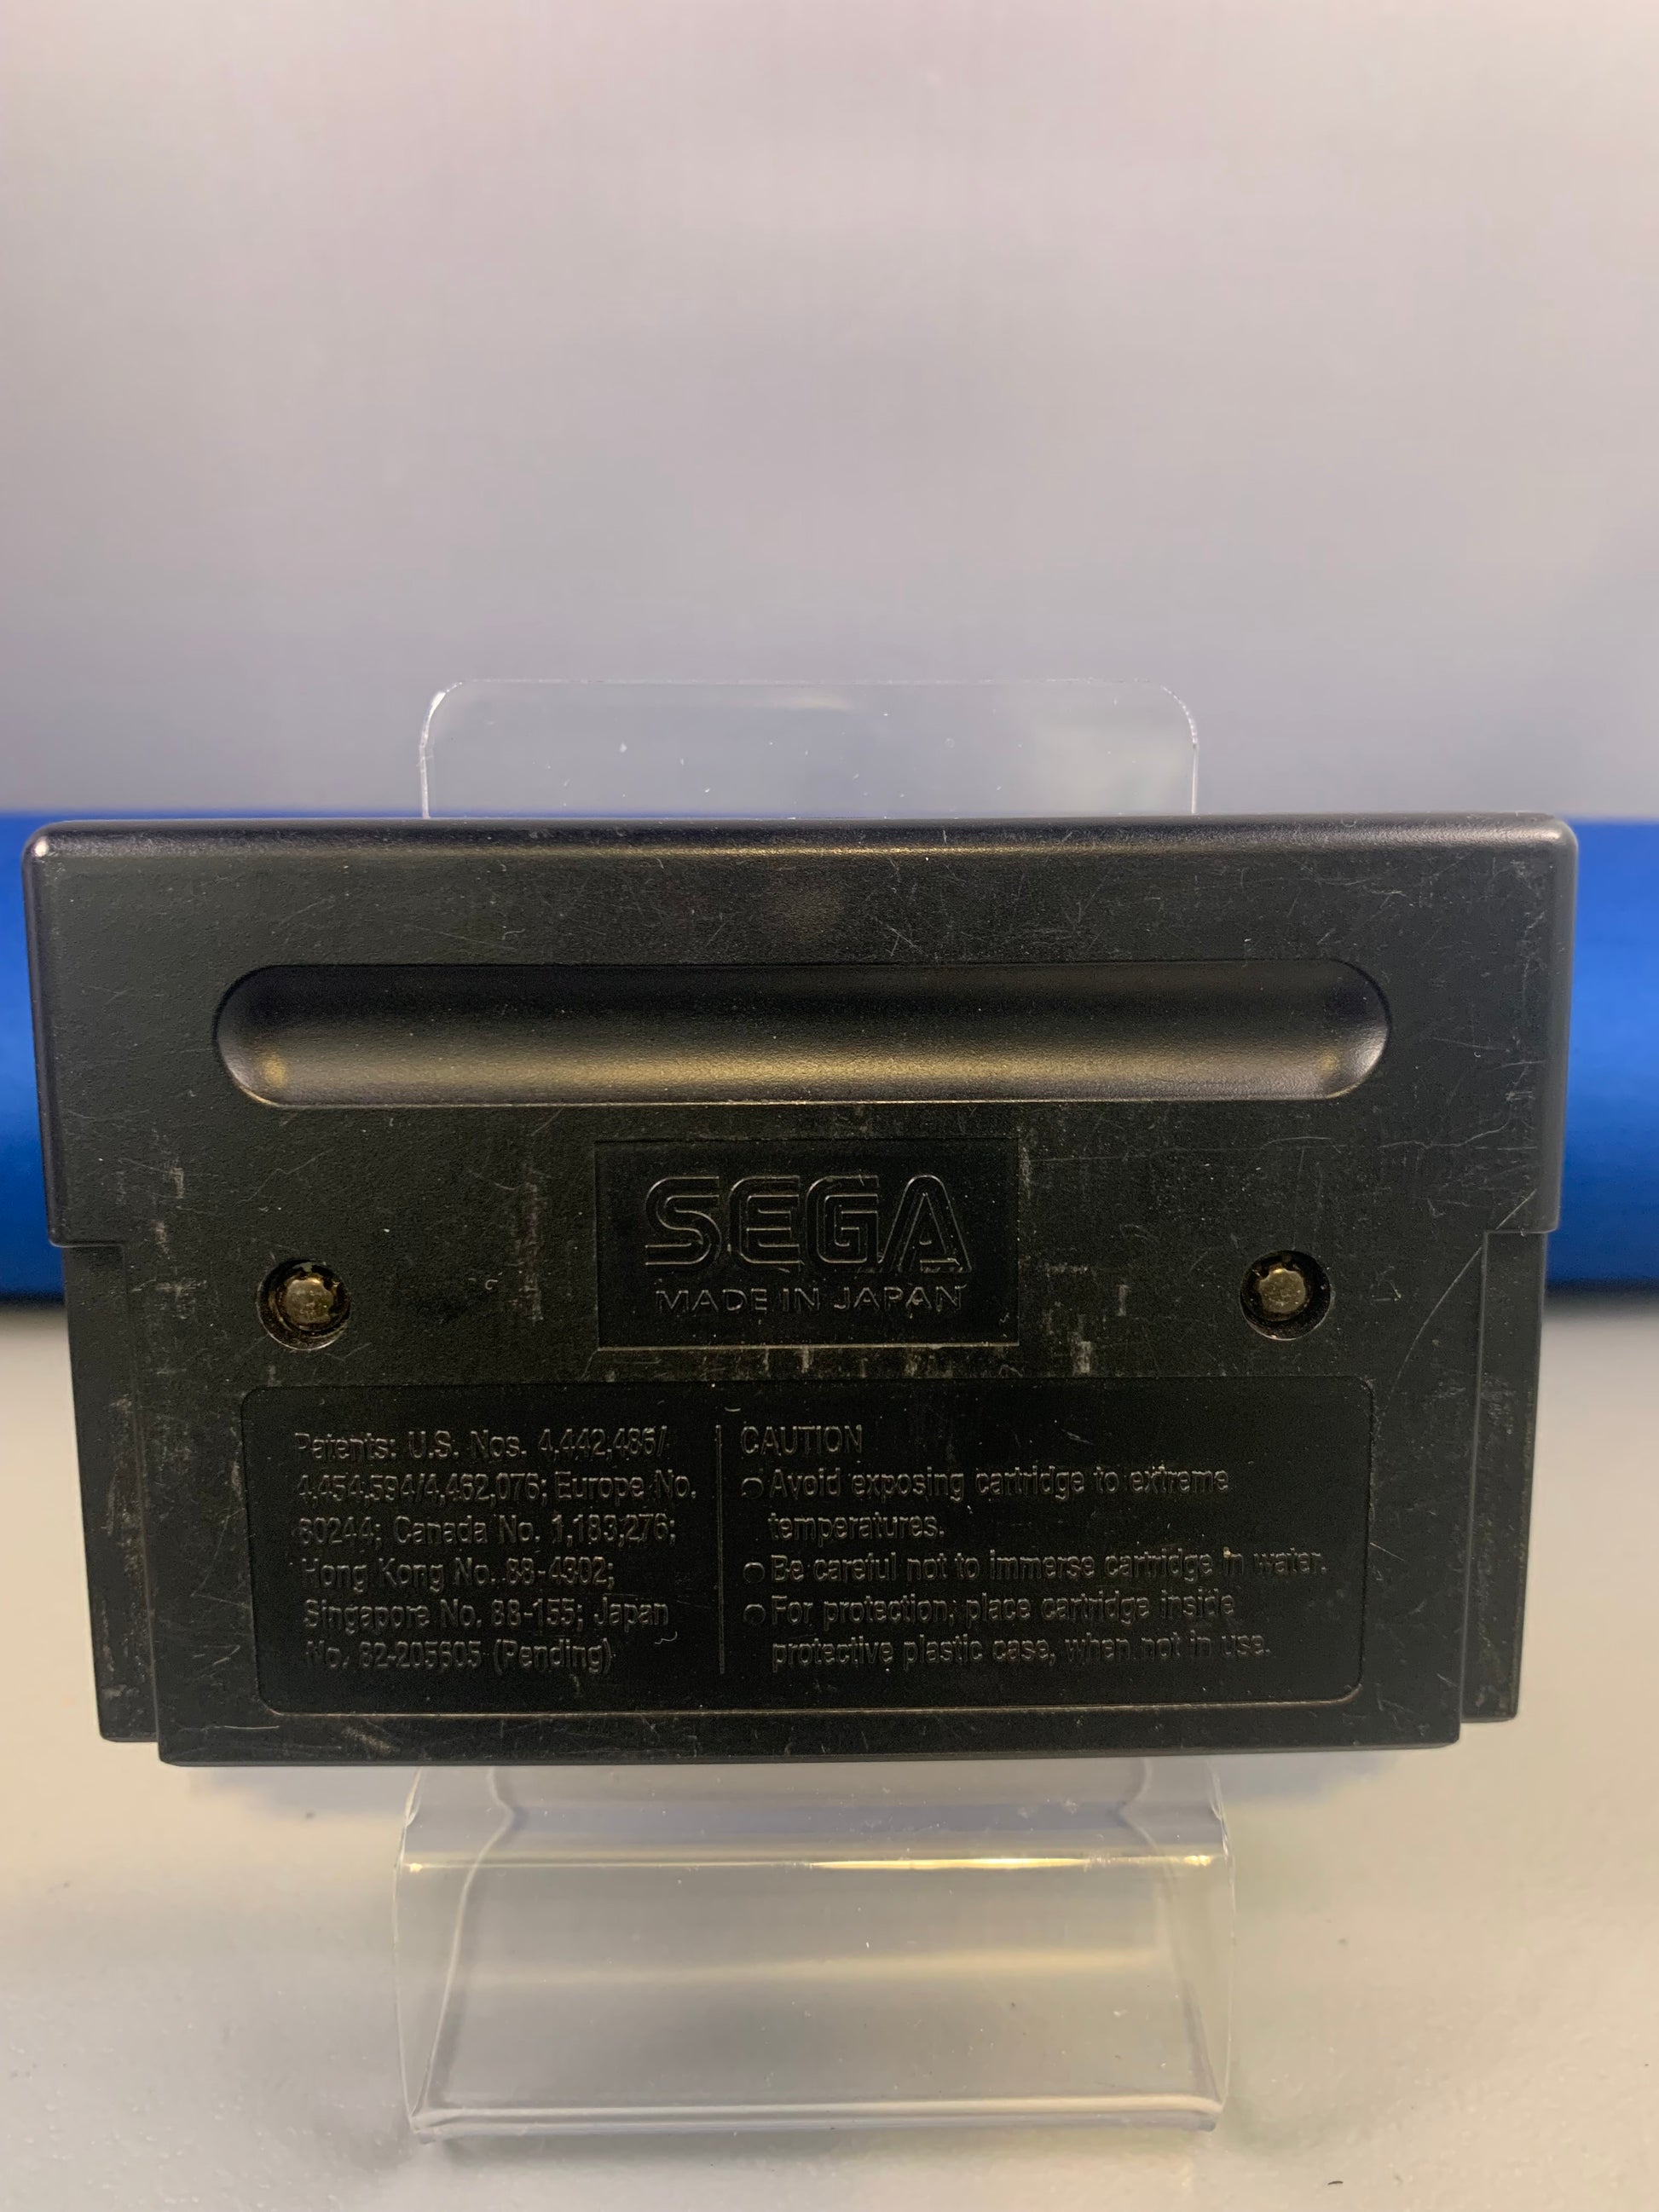 SEGA
MADE IN JAPAN
Patents: U.S. Nos. 4,442,486/
4,454,594/4,462,076; Europe No.
80244; Canada No. 1,183,276;
Hong Kong No. 88-4302;
Singapore No. 88-155; Japan
No. 82-205605 (Pending)
CAUTION
Avoid exposing cartridge to extreme
temperatures.
Be careful not to immerse cartridge in water.
For protection, place cartridge inside
protective plastic case, when not in use.